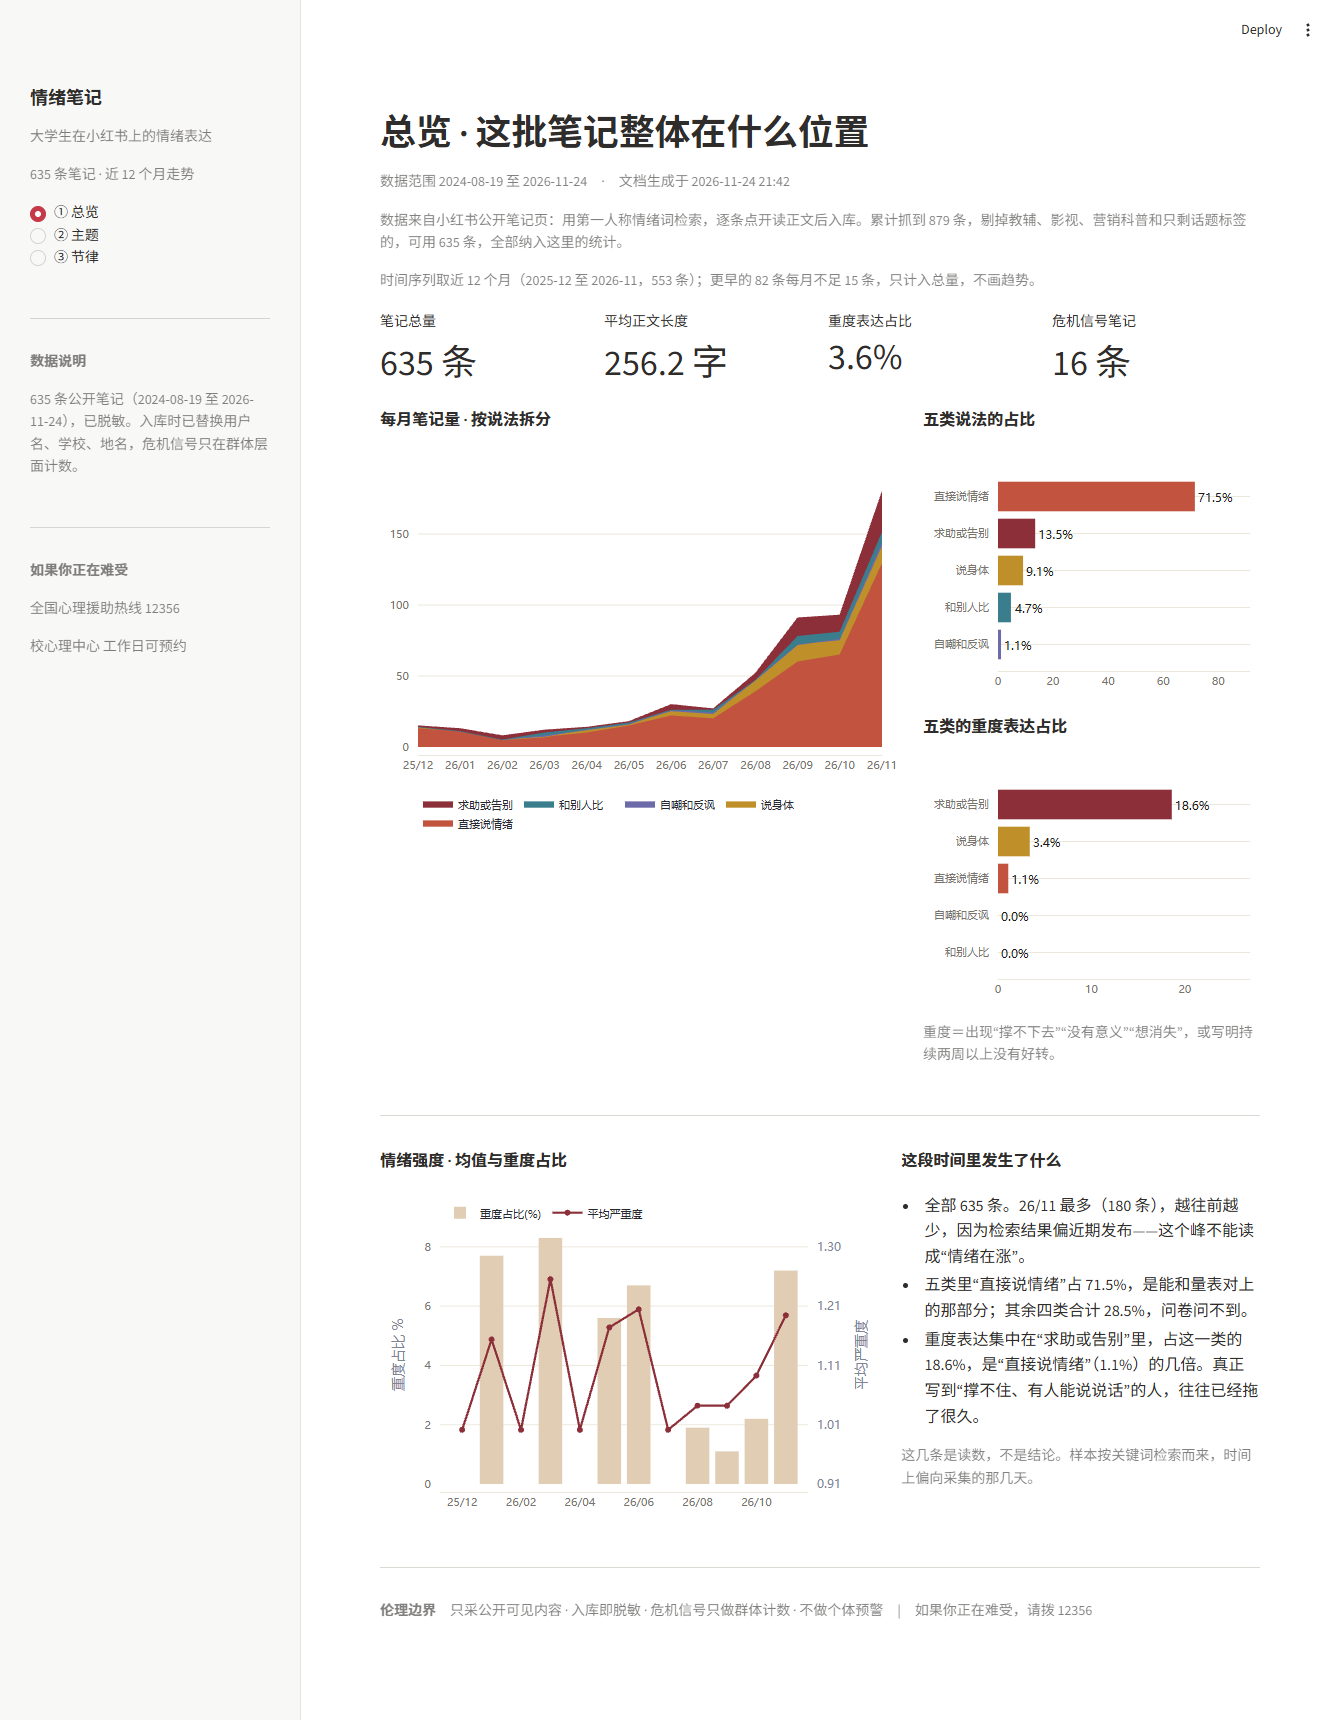 Deploy
情绪笔记
大学生在小红书上的情绪表达
635 条笔记 · 近 12 个月走势
① 总览
② 主题
③ 节律
数据说明
635 条公开笔记（2024-08-19 至 2026-
11-24），已脱敏。入库时已替换用户
名、学校、地名，危机信号只在群体层
面计数。
如果你正在难受
全国心理援助热线 12356
校心理中心 工作日可预约
总览 · 这批笔记整体在什么位置
数据范围 2024-08-19 至 2026-11-24 · 文档生成于 2026-11-24 21:42
数据来自小红书公开笔记页：用第一人称情绪词检索，逐条点开读正文后入库。累计抓到 879 条，剔掉教辅、影视、营销科普和只剩话题标签
的，可用 635 条，全部纳入这里的统计。
时间序列取近 12 个月（2025-12 至 2026-11，553 条）；更早的 82 条每月不足 15 条，只计入总量，不画趋势。
笔记总量
635 条
平均正文长度
256.2 字
重度表达占比
3.6%
危机信号笔记
16 条
每月笔记量 · 按说法拆分
150
100
50
0
25/12 26/01 26/02 26/03 26/04 26/05 26/06 26/07 26/08 26/09 26/10 26/11
求助或告别 和别人比 自嘲和反讽 说身体
直接说情绪
五类说法的占比
直接说情绪 71.5%
求助或告别 13.5%
说身体 9.1%
和别人比 4.7%
自嘲和反讽 1.1%
0 20 40 60 80
五类的重度表达占比
求助或告别 18.6%
说身体 3.4%
直接说情绪 1.1%
自嘲和反讽 0.0%
和别人比 0.0%
0 10 20
重度＝出现“撑不下去”“没有意义”“想消失”，或写明持
续两周以上没有好转。
情绪强度 · 均值与重度占比
重度占比(%) 平均严重度
重度占比 %
8
6
4
2
0
1.30
1.21
1.11
1.01
0.91
平均严重度
25/12 26/02 26/04 26/06 26/08 26/10
这段时间里发生了什么
全部 635 条。26/11 最多（180 条），越往前越
少，因为检索结果偏近期发布——这个峰不能读
成“情绪在涨”。
五类里“直接说情绪”占 71.5%，是能和量表对上
的那部分；其余四类合计 28.5%，问卷问不到。
重度表达集中在“求助或告别”里，占这一类的
18.6%，是“直接说情绪”（1.1%）的几倍。真正
写到“撑不住、有人能说说话”的人，往往已经拖
了很久。
这几条是读数，不是结论。样本按关键词检索而来，时间
上偏向采集的那几天。
伦理边界 只采公开可见内容 · 入库即脱敏 · 危机信号只做群体计数 · 不做个体预警 | 如果你正在难受，请拨 12356